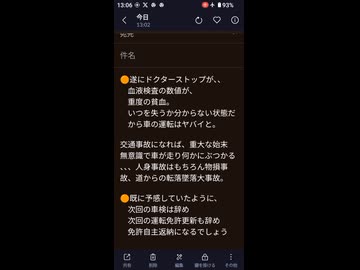 13:06
93%
今日
13:02
件名
🟠遂にドクターストップが、、
血液検査の数値が、
重度の貧血。
いつを失うか分からない状態だ
から車の運転はヤバイと。
交通事故になれば、重大な始末
無意識で車が走り何かにぶつかる
、、、人身事故はもちろん物損事
故、道からの転落墜落大事故。
🟠既に予感していたように、
次回の車検は辞め
次回の運転免許更新も辞め
免許自主返納になるでしょう
共有
削除
編集
鍵を掛ける
その他